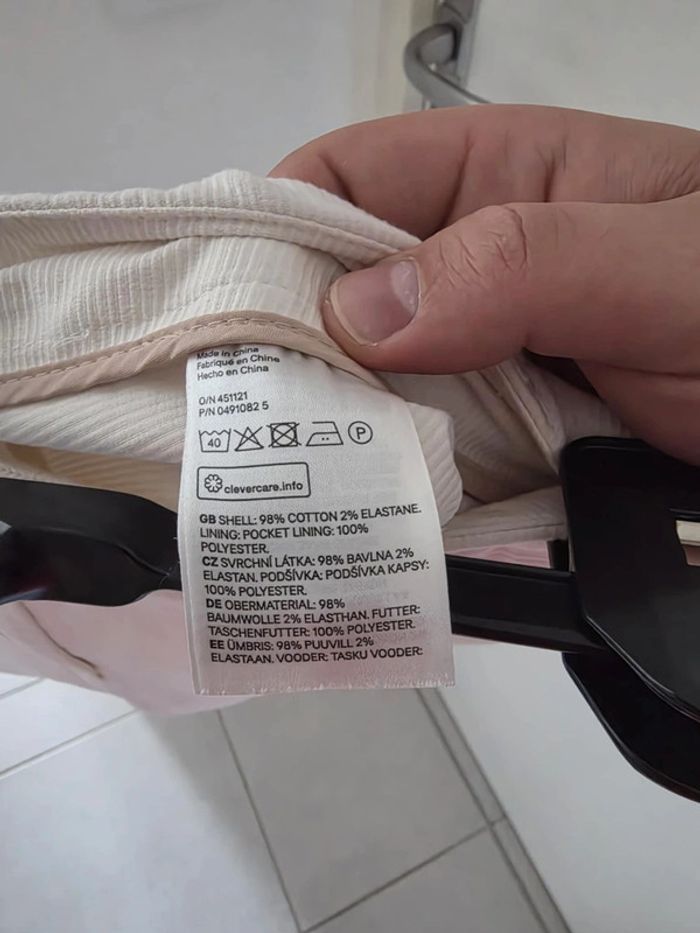 Made in China
Fabriqué en Chine
Hecho en China
O/N 451121
P/N 0491082 5
40
P
clevercare.info
GB SHELL: 98% COTTON 2% ELASTANE.
LINING: POCKET LINING: 100%
POLYESTER.
CZ SVRCHNÍ LÁTKA: 98% BAVLNA 2%
ELASTAN. PODŠÍVKA: PODŠÍVKA KAPSY:
100% POLYESTER.
DE OBERMATERIAL: 98%
BAUMWOLLE 2% ELASTHAN. FUTTER:
TASCHENFUTTER: 100% POLYESTER.
EE ÜMBRIS: 98% PUUVILL 2%
ELASTAAN. VOODER: TASKU VOODER: